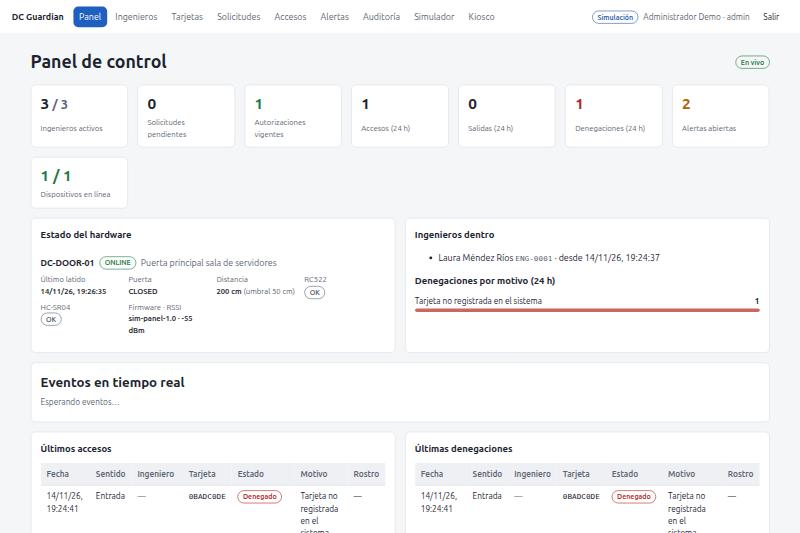 DC Guardian Panel Ingenieros Tarjetas Solicitudes Accesos Alertas Auditoría Simulador Kiosco Simulación Administrador Demo · admin Salir
Panel de control
En vivo
3 / 3
Ingenieros activos
0
Solicitudes
pendientes
1
Autorizaciones
vigentes
1
Accesos (24 h)
0
Salidas (24 h)
1
Denegaciones (24 h)
2
Alertas abiertas
1 / 1
Dispositivos en línea
Estado del hardware
DC-DOOR-01 ONLINE Puerta principal sala de servidores
Último latido
14/11/26, 19:26:35
Puerta
CLOSED
Distancia
200 cm (umbral 50 cm)
RC522
OK
HC-SR04
OK
Firmware · RSSI
sim-panel-1.0 · -55
dBm
Ingenieros dentro
• Laura Méndez Ríos ENG-0001 · desde 14/11/26, 19:24:37
Denegaciones por motivo (24 h)
Tarjeta no registrada en el sistema 1
Eventos en tiempo real
Esperando eventos…
Últimos accesos
Fecha Sentido Ingeniero Tarjeta Estado Motivo Rostro
14/11/26, Entrada — 0BADC0DE Denegado Tarjeta no —
19:24:41 registrada
en el
sistema
Últimas denegaciones
Fecha Sentido Ingeniero Tarjeta Estado Motivo Rostro
14/11/26, Entrada — 0BADC0DE Denegado Tarjeta no —
19:24:41 registrada
en el
sistema